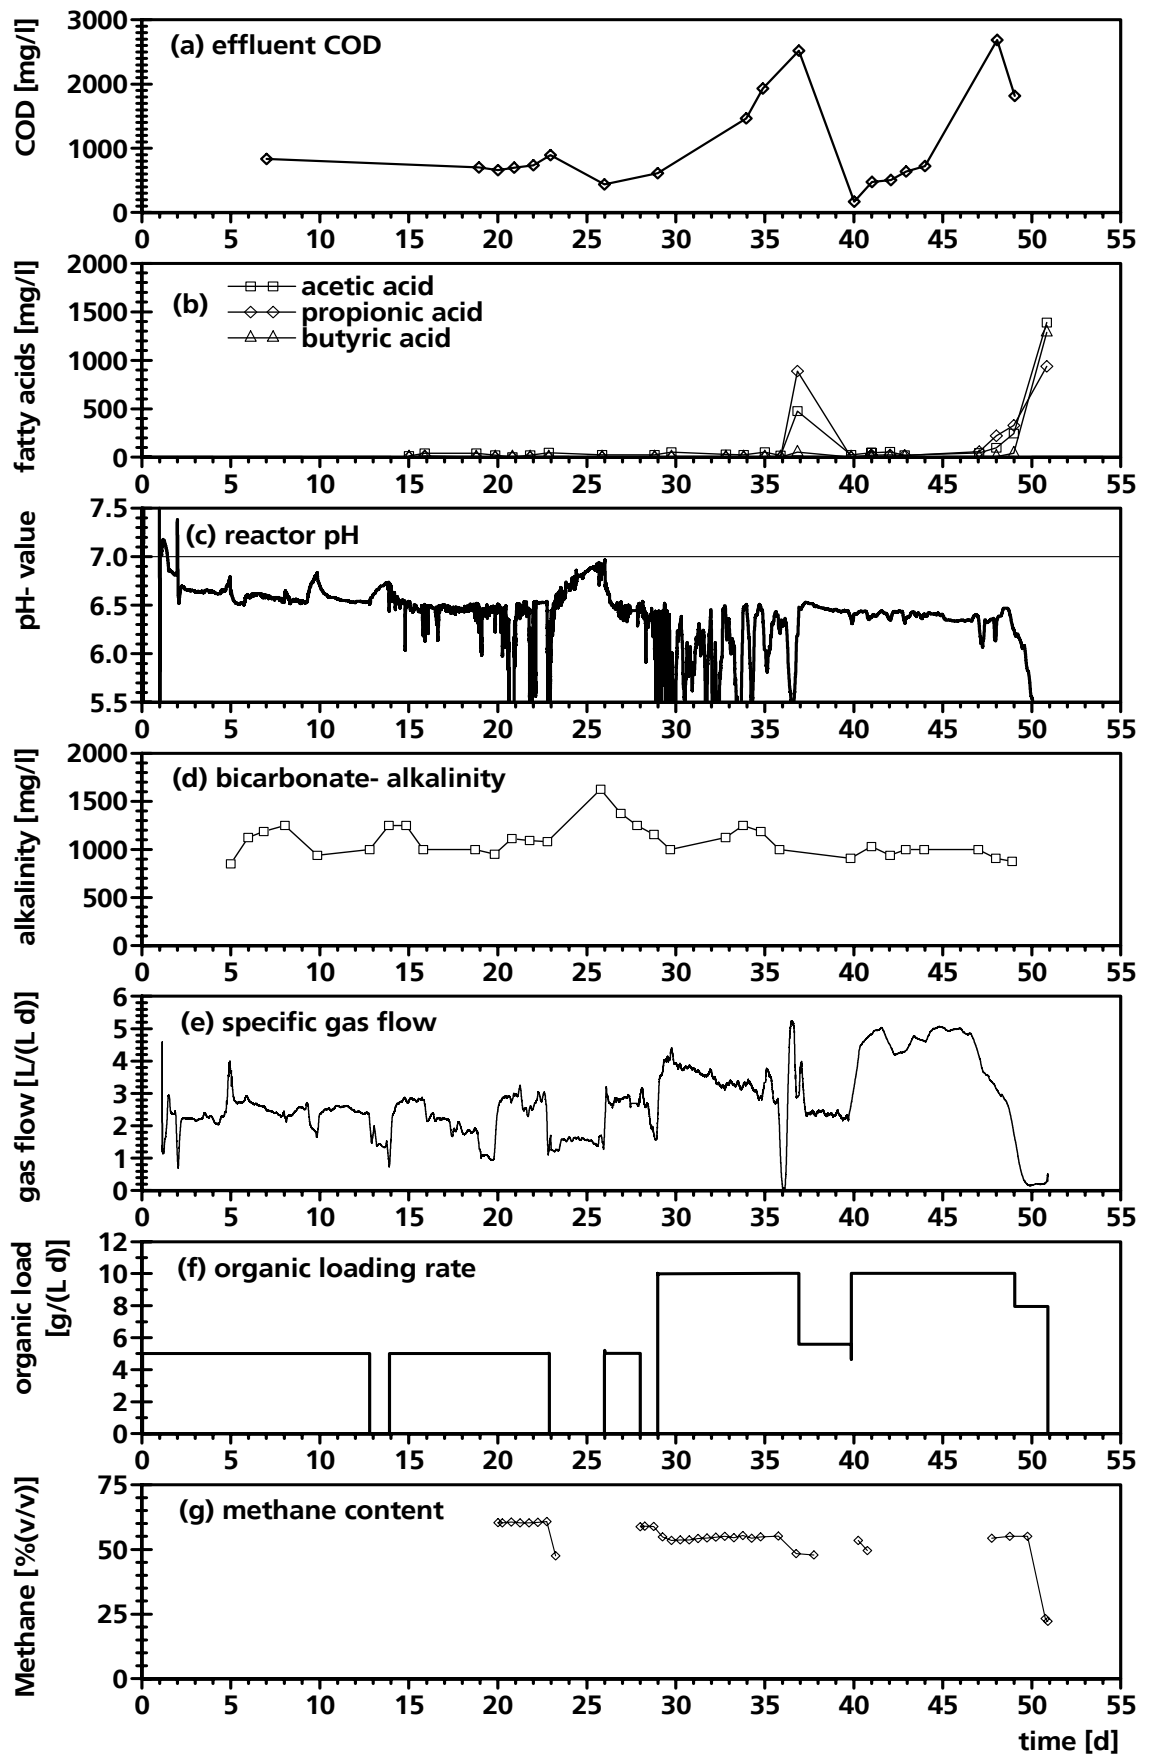 (a) effluent COD
COD [mg/l]
3000
2000
1000
0
0 5 10 15 20 25 30 35 40 45 50 55
(b)
acetic acid
propionic acid
butyric acid
fatty acids [mg/l]
2000
1500
1000
500
0
0 5 10 15 20 25 30 35 40 45 50 55
(c) reactor pH
pH- value
7.5
7.0
6.5
6.0
5.5
0 5 10 15 20 25 30 35 40 45 50 55
(d) bicarbonate- alkalinity
alkalinity [mg/l]
2000
1500
1000
500
0
0 5 10 15 20 25 30 35 40 45 50 55
(e) specific gas flow
gas flow [L/(L d)]
6
5
4
3
2
1
0
0 5 10 15 20 25 30 35 40 45 50 55
(f) organic loading rate
organic load
[g/(L d)]
12
10
8
6
4
2
0
0 5 10 15 20 25 30 35 40 45 50 55
(g) methane content
Methane [%(v/v)]
75
50
25
0
0 5 10 15 20 25 30 35 40 45 50 55
time [d]